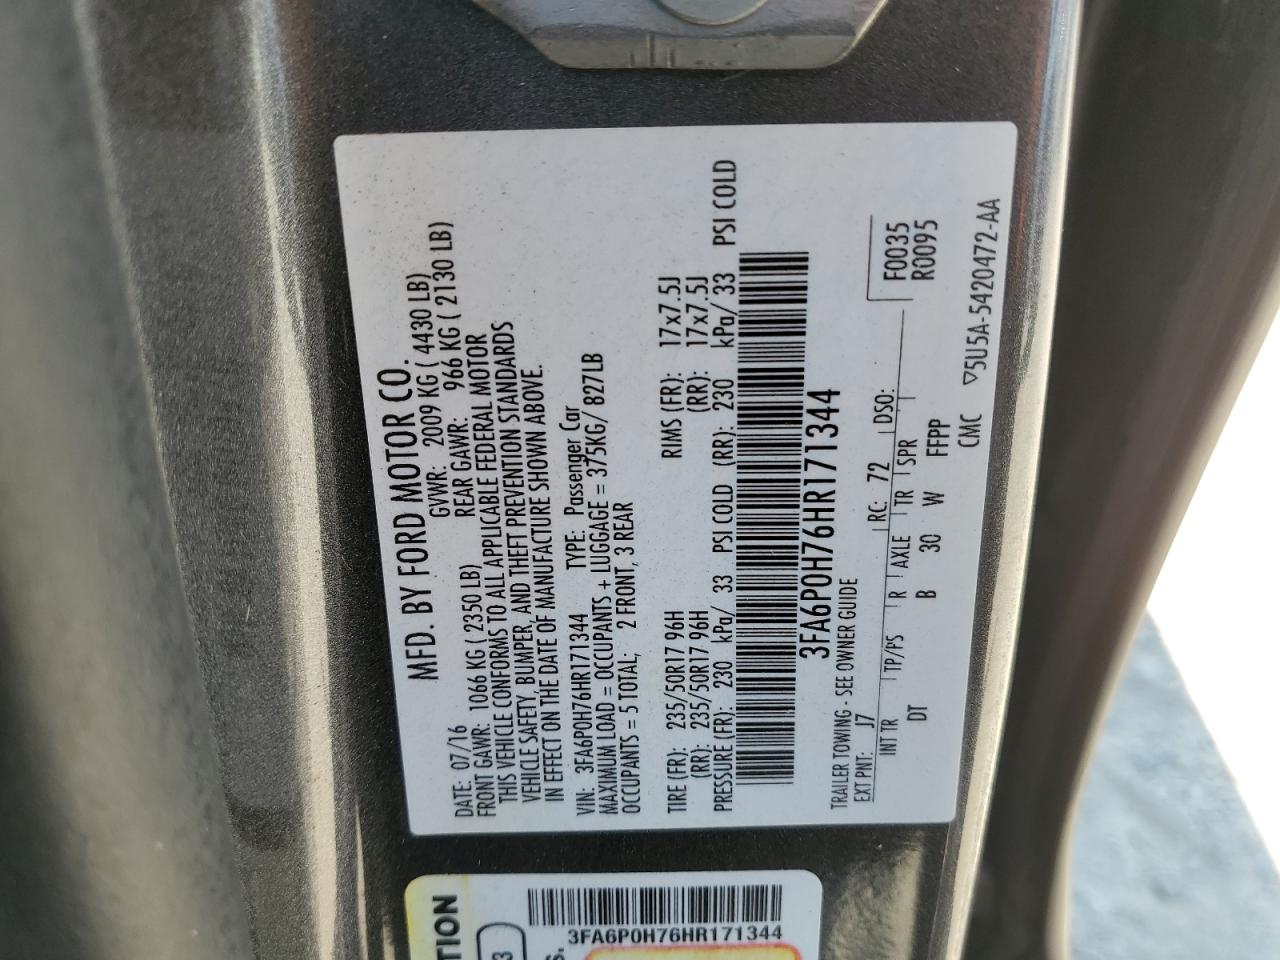 MFD. BY FORD MOTOR CO.
DATE: 07/16 GVWR: 2009 KG ( 4430 LB)
FRONT GAWR: 1066 KG ( 2350 LB) REAR GAWR: 966 KG ( 2130 LB)
THIS VEHICLE CONFORMS TO ALL APPLICABLE FEDERAL MOTOR
VEHICLE SAFETY, BUMPER, AND THEFT PREVENTION STANDARDS
IN EFFECT ON THE DATE OF MANUFACTURE SHOWN ABOVE.
VIN: 3FA6P0H76HR171344 TYPE: Passenger Car
MAXIMUM LOAD = OCCUPANTS + LUGGAGE = 375KG/ 827LB
OCCUPANTS = 5 TOTAL, 2 FRONT, 3 REAR
TIRE (FR): 235/50R17 96H RIMS (FR): 17x7.5J
(RR): 235/50R17 96H (RR): 17x7.5J
PRESSURE (FR): 230 kPa/ 33 PSI COLD (RR): 230 kPa/ 33 PSI COLD
3FA6P0H76HR171344
TRAILER TOWING - SEE OWNER GUIDE
EXT PNT: J7 RC: 72 DSO: F0035
R0095
INT TR TP/PS R AXLE TR SPR
DT B 30 W FFPP
CMC
▽5U5A-5420472-AA
TION
3
S.
3FA6P0H76HR171344